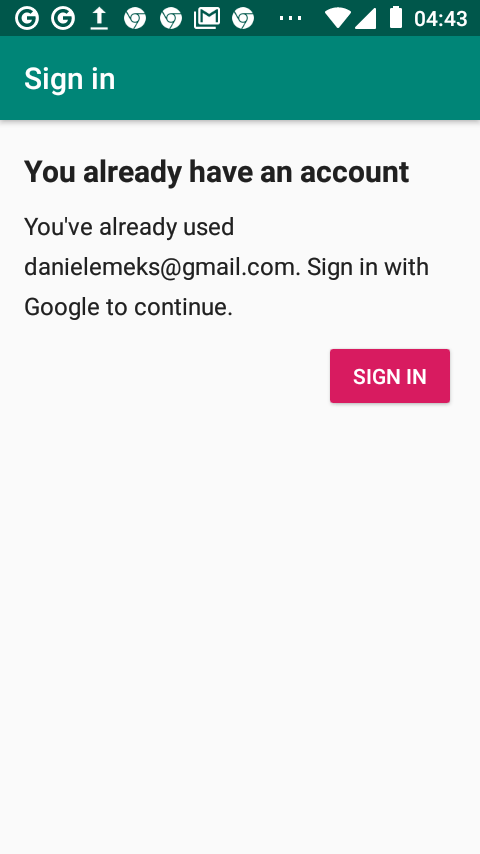 04:43
Sign in
You already have an account
You've already used
danielemeks@gmail.com. Sign in with
Google to continue.
SIGN IN